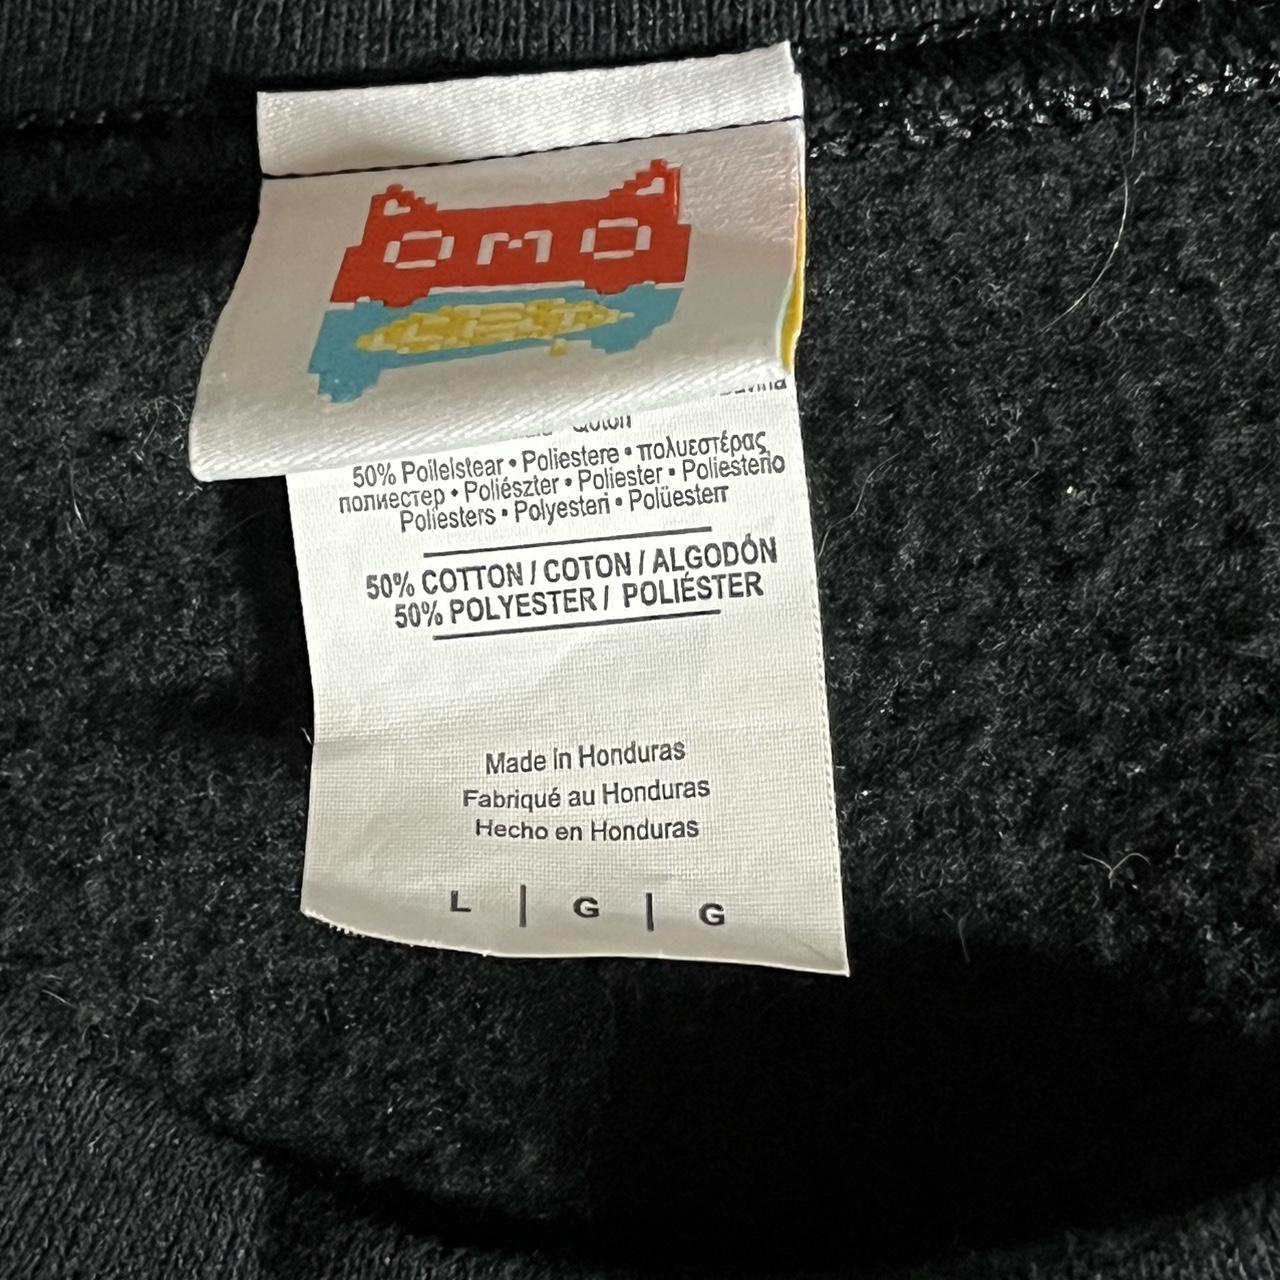 OMO
50% Poileistear • Poliestere • πολυεστέρας
полиестер • Poliészter • Poliester • Poliesterio
Poliesters • Polyesteri • Polüesterr
50% COTTON / COTON / ALGODÓN
50% POLYESTER / POLIÉSTER
Made in Honduras
Fabriqué au Honduras
Hecho en Honduras
L | G | G